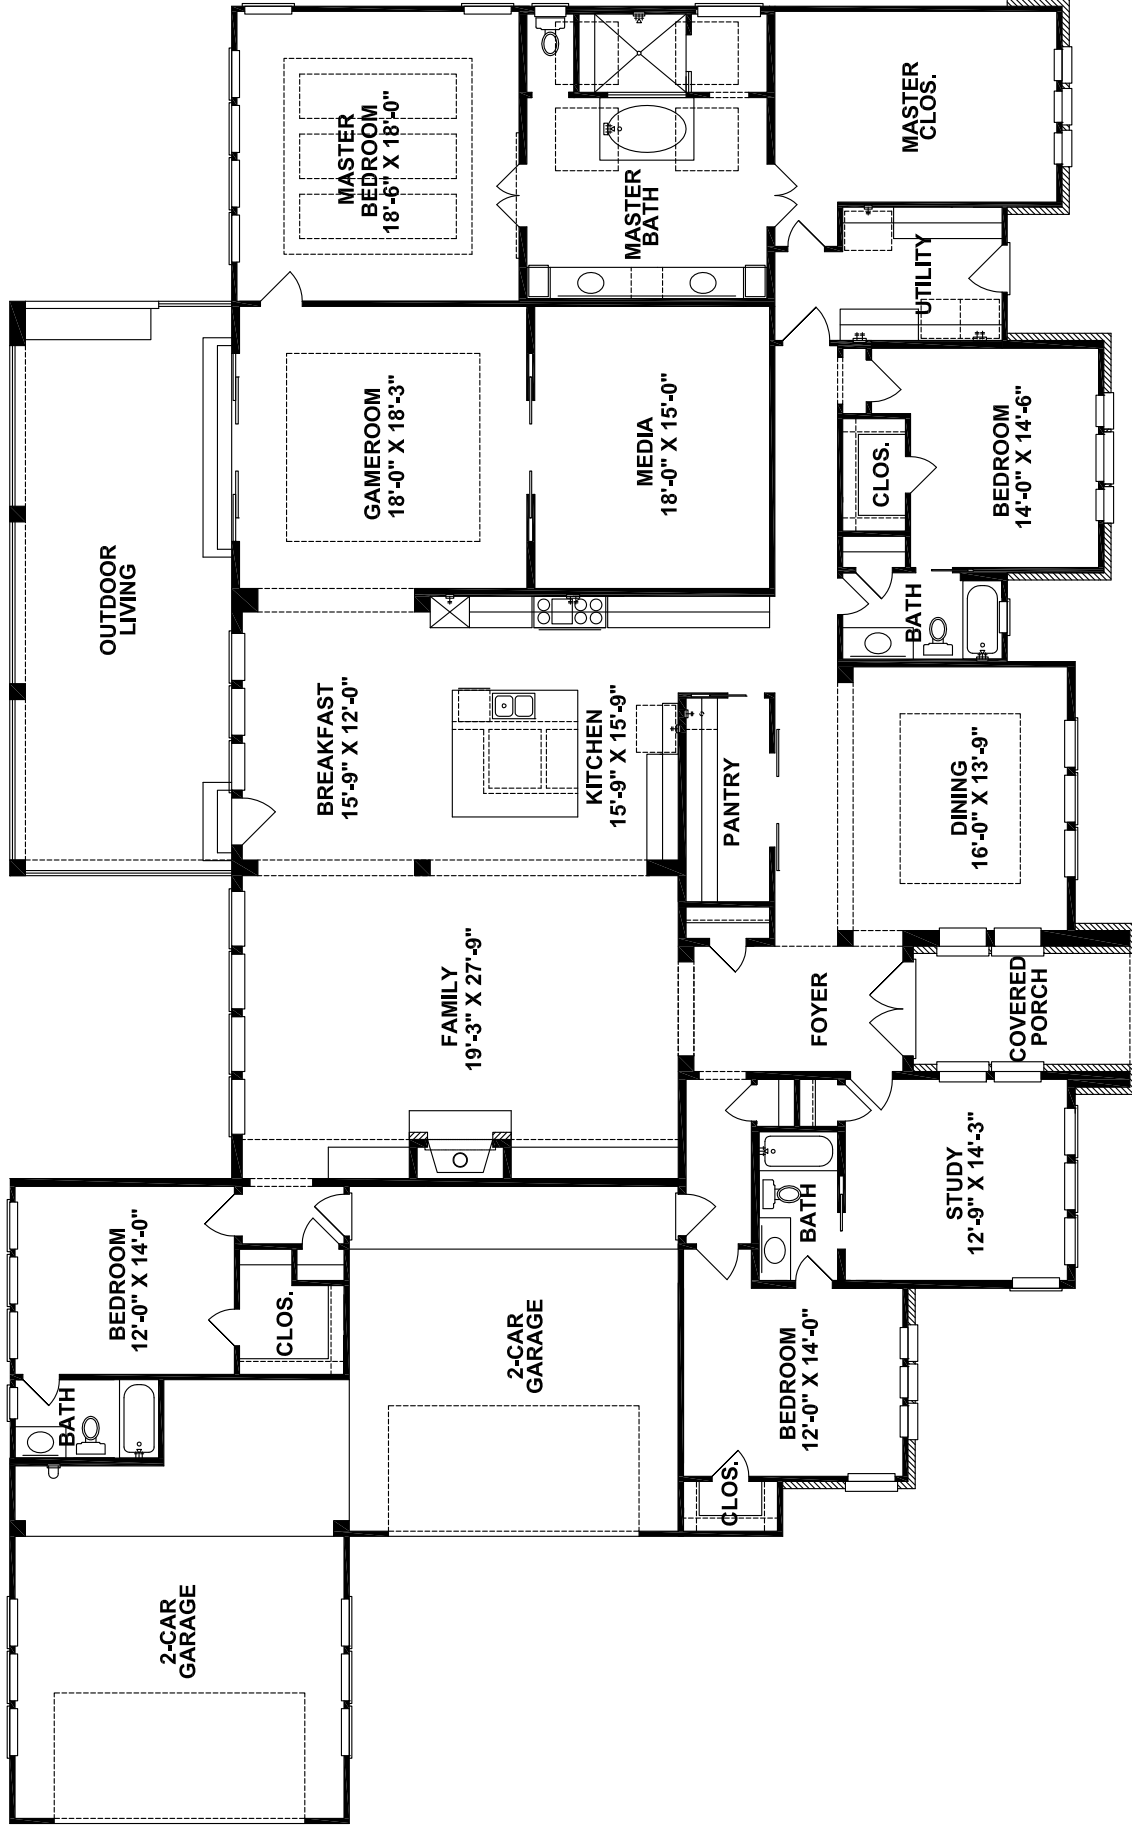 OUTDOOR
LIVING
MASTER
BEDROOM
18'-6" X 18'-0"
MASTER
BATH
MASTER
CLOS.
UTILITY
GAMEROOM
18'-0" X 18'-3"
MEDIA
18'-0" X 15'-0"
CLOS.
BEDROOM
14'-0" X 14'-6"
BATH
BREAKFAST
15'-9" X 12'-0"
KITCHEN
15'-9" X 15'-9"
PANTRY
DINING
16'-0" X 13'-9"
FAMILY
19'-3" X 27'-9"
FOYER
COVERED
PORCH
BEDROOM
12'-0" X 14'-0"
CLOS.
BATH
BATH
STUDY
12'-9" X 14'-3"
2-CAR
GARAGE
BEDROOM
12'-0" X 14'-0"
CLOS.
2-CAR
GARAGE